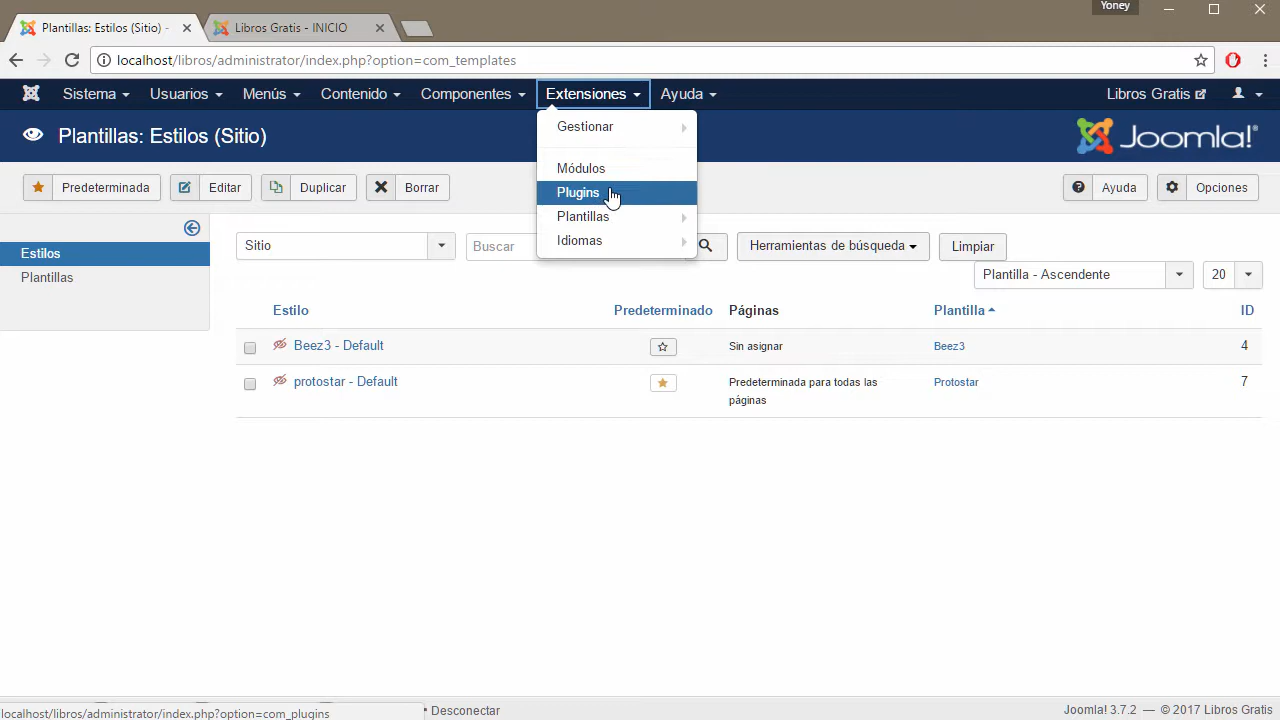 Yoney
Plantillas: Estilos (Sitio) -
Libros Gratis - INICIO
localhost/libros/administrator/index.php?option=com_templates
Sistema
Usuarios
Menús
Contenido
Componentes
Extensiones
Ayuda
Libros Gratis
Plantillas: Estilos (Sitio)
Joomla!®
Gestionar
Módulos
Plugins
Plantillas
Idiomas
Predeterminada
Editar
Duplicar
Borrar
Ayuda
Opciones
Estilos
Plantillas
Sitio
Buscar
Herramientas de búsqueda
Limpiar
Plantilla - Ascendente
20
Estilo
Predeterminado
Páginas
Plantilla
ID
Beez3 - Default
Sin asignar
Beez3
4
protostar - Default
Predeterminada para todas las
páginas
Protostar
7
localhost/libros/administrator/index.php?option=com_plugins
Desconectar
Joomla! 3.7.2 — © 2017 Libros Gratis